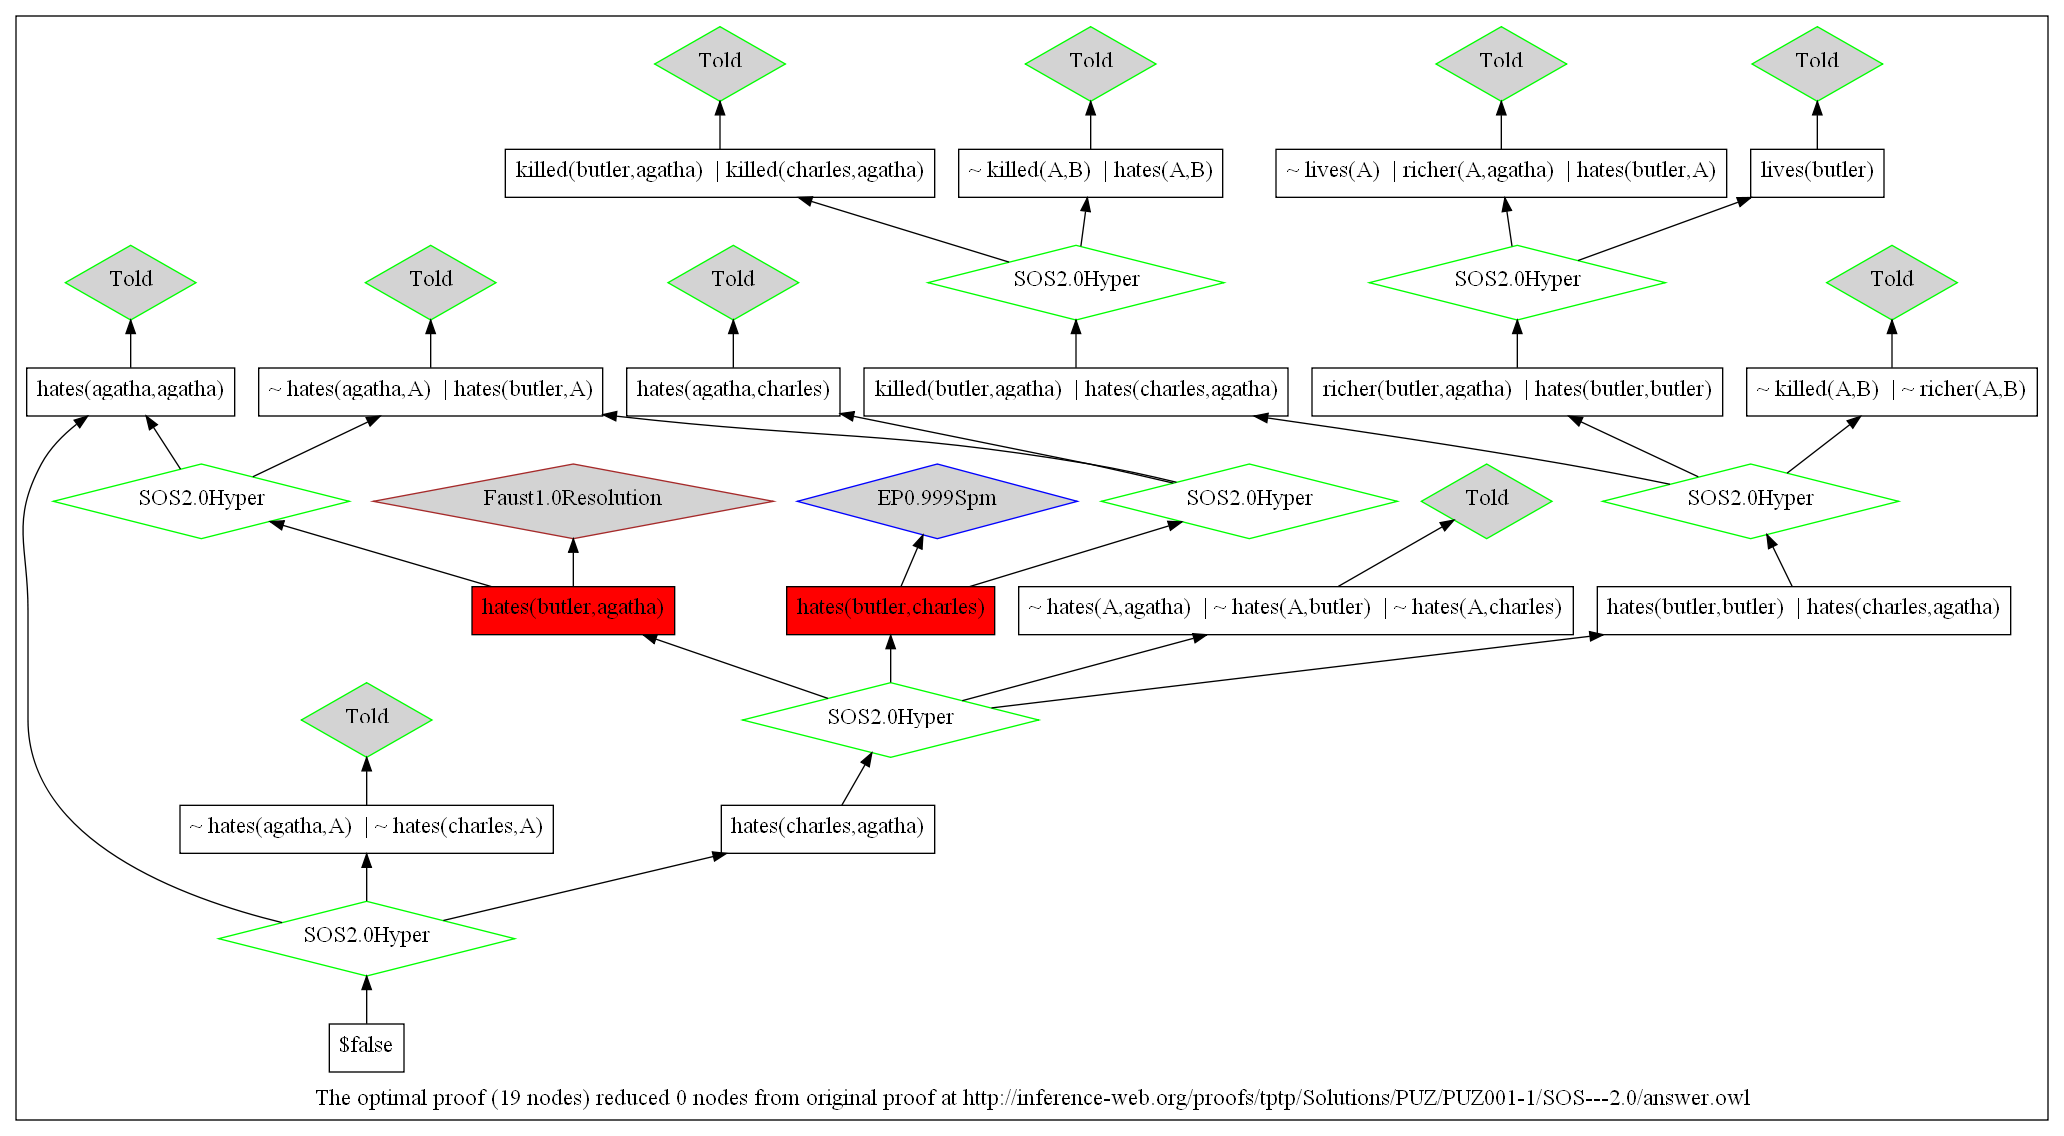 Told
Told
Told
Told
killed(butler,agatha) | killed(charles,agatha)
~ killed(A,B) | hates(A,B)
~ lives(A) | richer(A,agatha) | hates(butler,A)
lives(butler)
Told
Told
Told
SOS2.0Hyper
SOS2.0Hyper
Told
hates(agatha,agatha)
~ hates(agatha,A) | hates(butler,A)
hates(agatha,charles)
killed(butler,agatha) | hates(charles,agatha)
richer(butler,agatha) | hates(butler,butler)
~ killed(A,B) | ~ richer(A,B)
SOS2.0Hyper
Faust1.0Resolution
EP0.999Spm
SOS2.0Hyper
Told
SOS2.0Hyper
hates(butler,agatha)
hates(butler,charles)
~ hates(A,agatha) | ~ hates(A,butler) | ~ hates(A,charles)
hates(butler,butler) | hates(charles,agatha)
Told
SOS2.0Hyper
~ hates(agatha,A) | ~ hates(charles,A)
hates(charles,agatha)
SOS2.0Hyper
$false
The optimal proof (19 nodes) reduced 0 nodes from original proof at http://inference-web.org/proofs/tptp/Solutions/PUZ/PUZ001-1/SOS---2.0/answer.owl